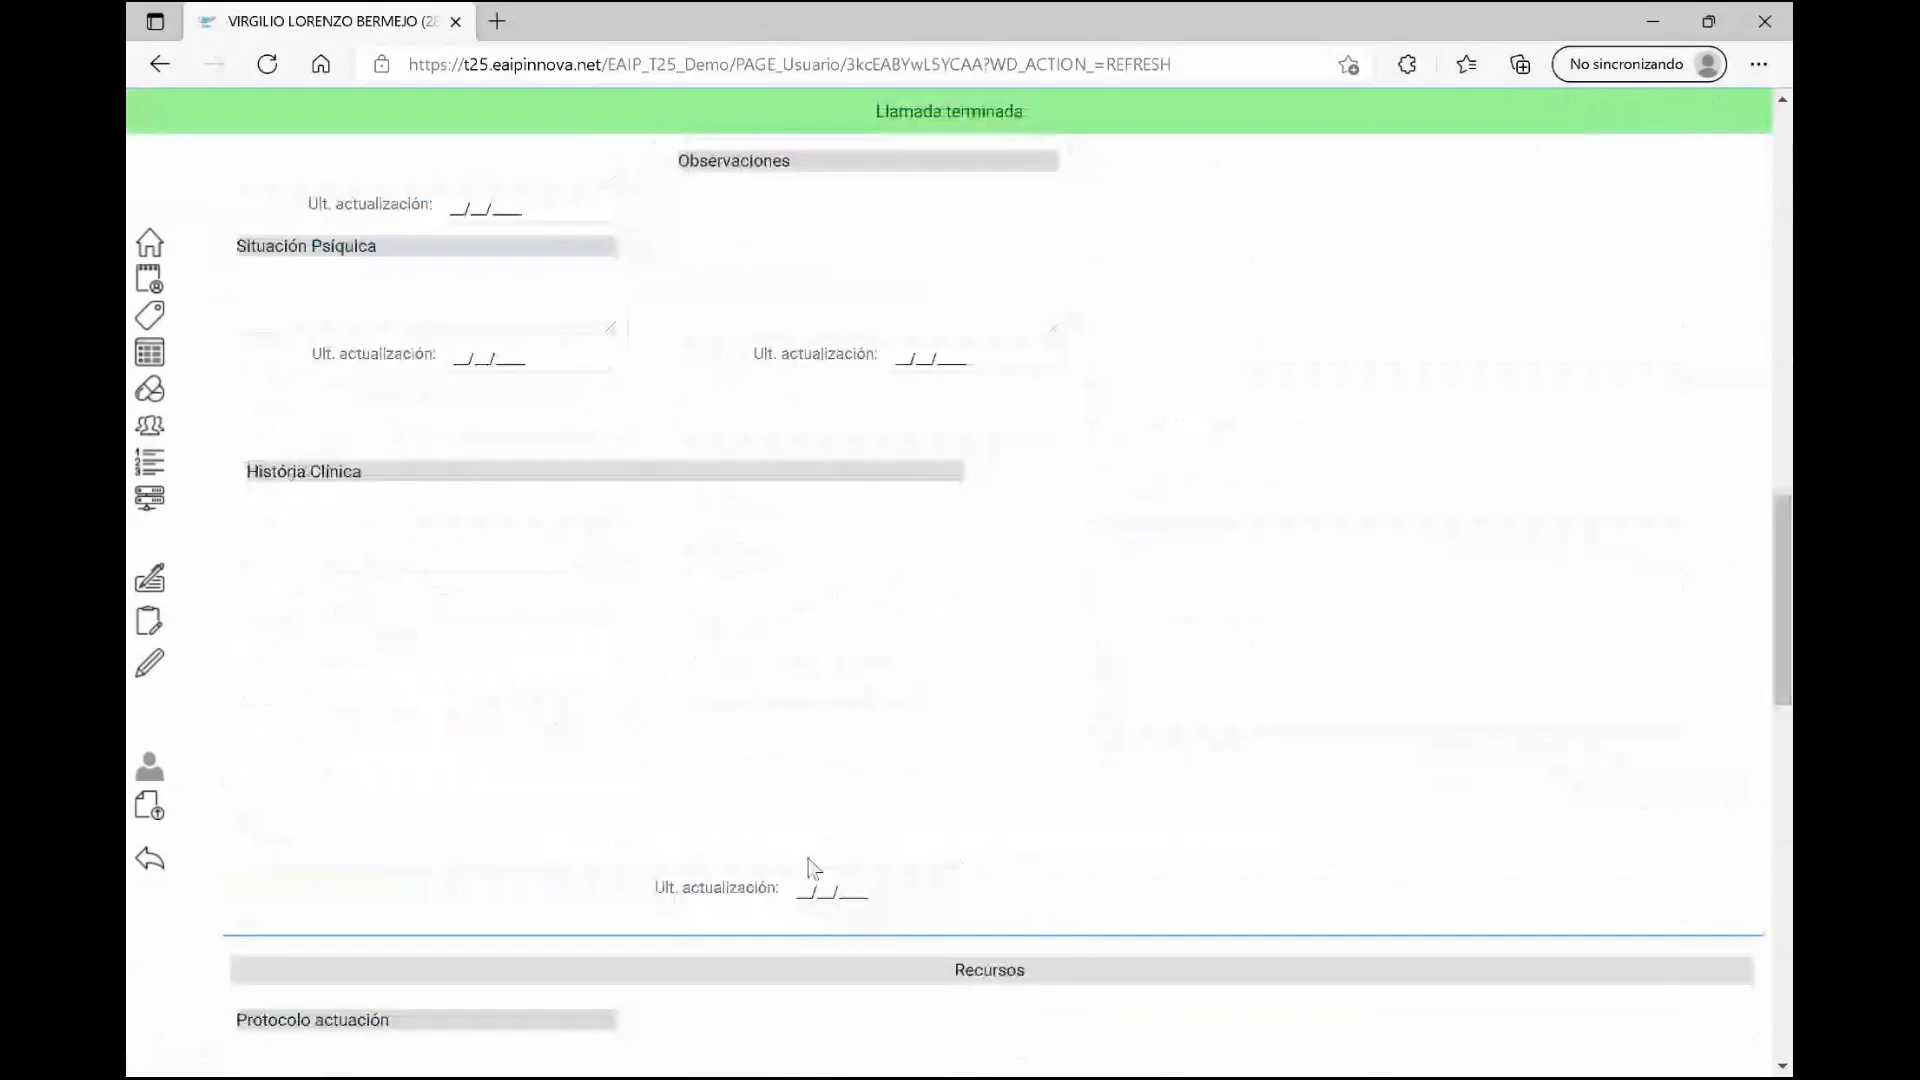 VIRGILIO LORENZO BERMEJO (28
https://t25.eaipinnova.net/EAIP_T25_Demo/PAGE_Usuario/3kcEABYwL5YCAA?WD_ACTION_=REFRESH
No sincronizando
Llamada terminada
Observaciones
Ult. actualización: __/__/____
Situación Psíquica
Ult. actualización: __/__/____
Ult. actualización: __/__/____
História Clínica
Ult. actualización: __/__/____
Recursos
Protocolo actuación